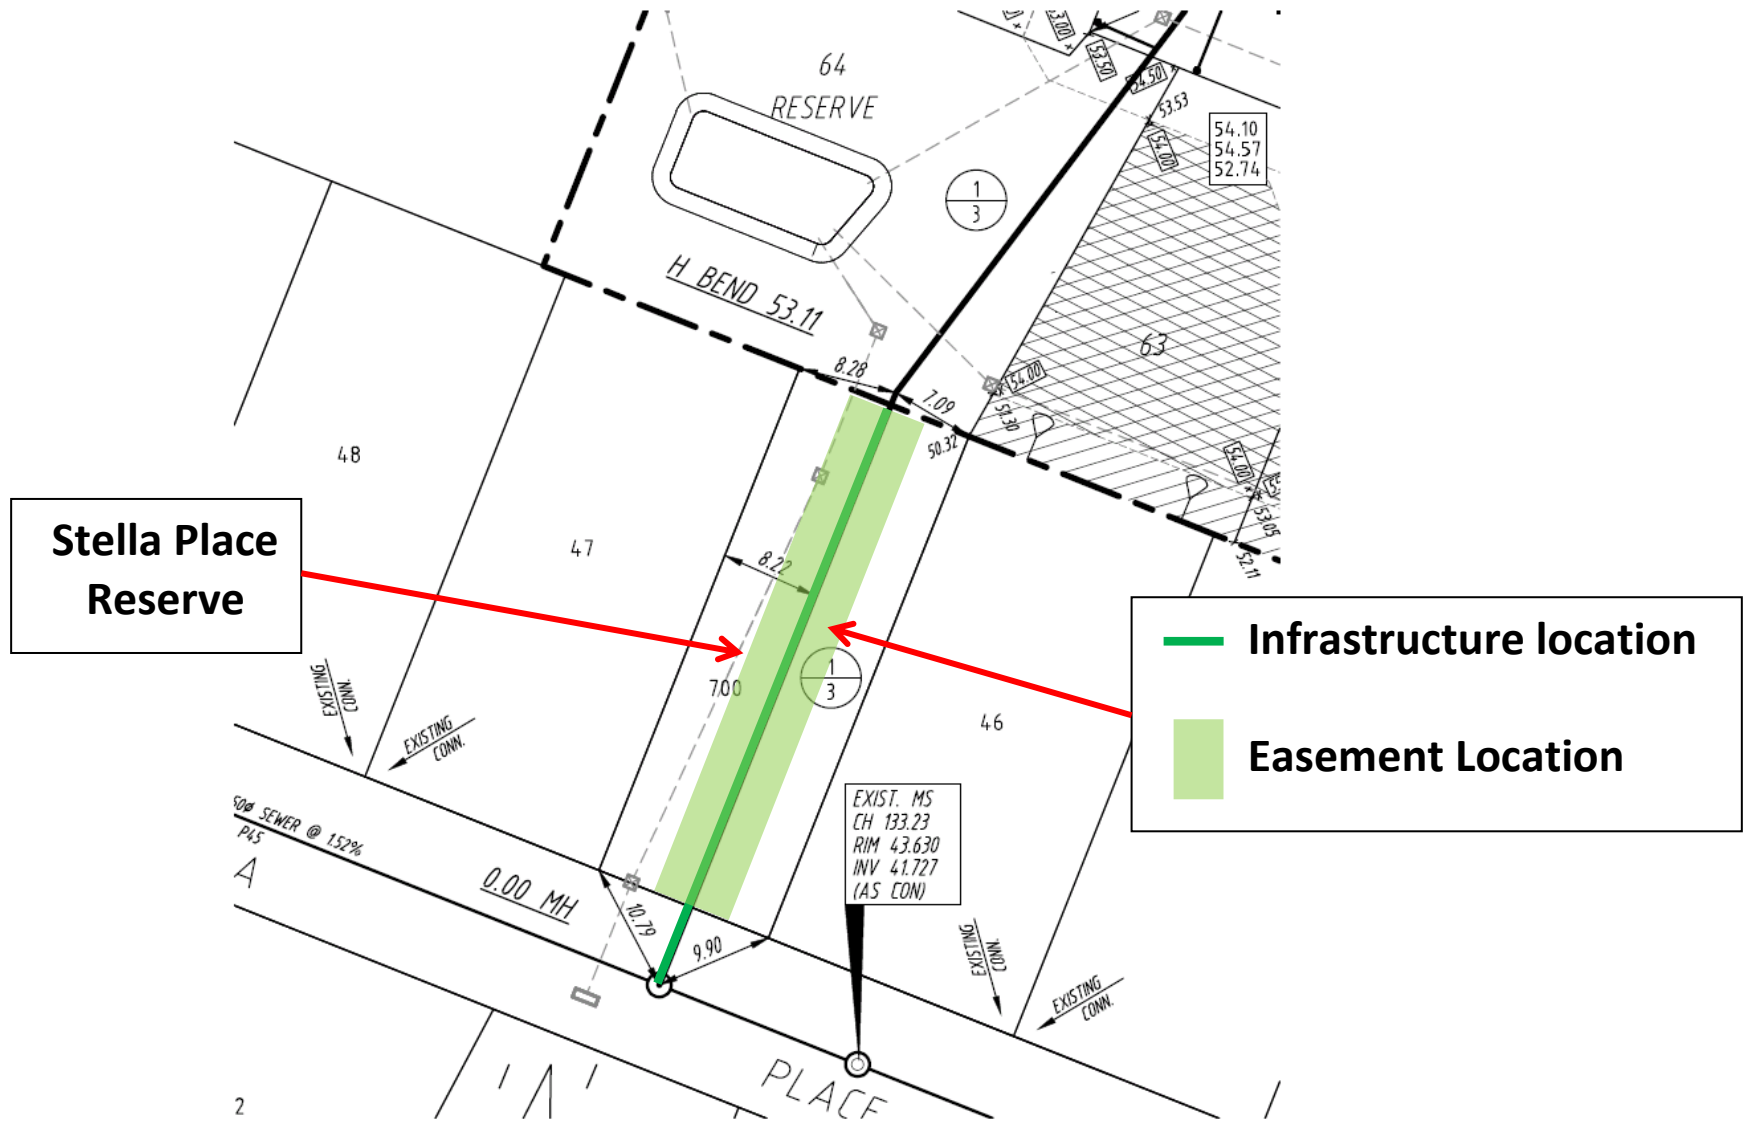 64
RESERVE
53.00
53.50
54.50
53.53
54.00
54.10
54.57
52.74
1
3
H BEND 53.11
63
8.28
7.09
54.00
51.30
50.32
48
47
8.22
54.00
53.05
52.11
Stella Place
Reserve
Infrastructure location
Easement Location
700
1
3
46
EXISTING
CONN.
EXISTING
CONN.
EXIST. MS
CH 133.23
RIM 43.630
INV 41.727
(AS CON)
50ø SEWER @ 1.52%
P45
A
0.00 MH
10.79
9.90
EXISTING
CONN.
EXISTING
CONN.
PLACE
2